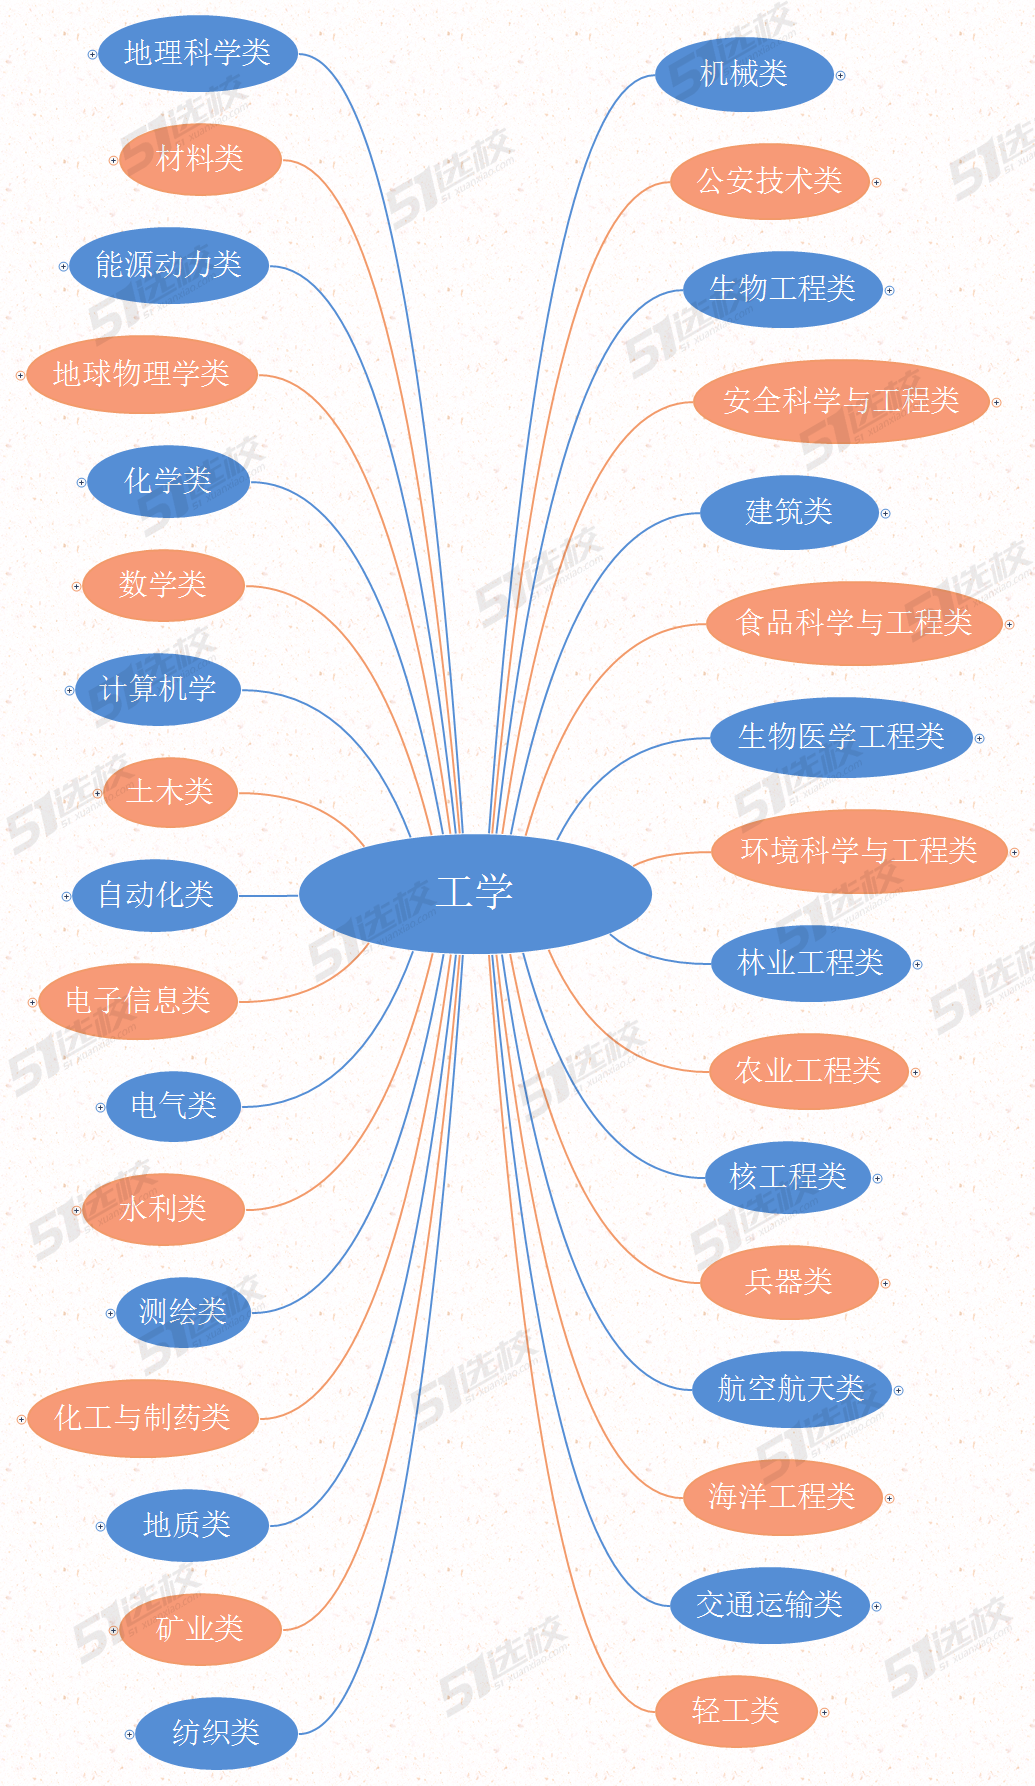 地理科学类
材料类
能源动力类
地球物理学类
化学类
数学类
计算机学
土木类
自动化类
电子信息类
电气类
水利类
测绘类
化工与制药类
地质类
矿业类
纺织类
工学
机械类
公安技术类
生物工程类
安全科学与工程类
建筑类
食品科学与工程类
生物医学工程类
环境科学与工程类
林业工程类
农业工程类
核工程类
兵器类
航空航天类
海洋工程类
交通运输类
轻工类
51选校
51xuanxiao.com